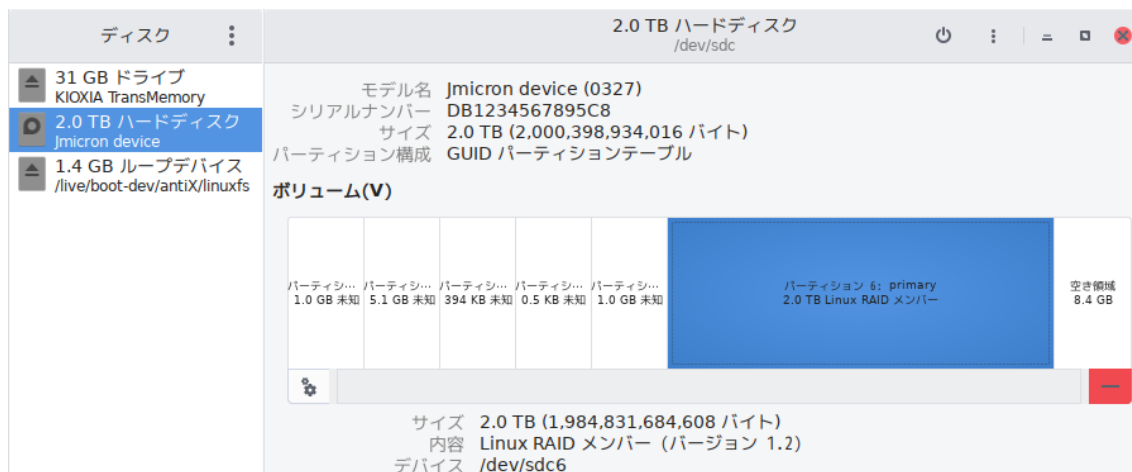 ディスク
2.0 TB ハードディスク
/dev/sdc
31 GB ドライブ
KIOXIA TransMemory
2.0 TB ハードディスク
Jmicron device
1.4 GB ループデバイス
/live/boot-dev/antiX/linuxfs
モデル名 Jmicron device (0327)
シリアルナンバー DB1234567895C8
サイズ 2.0 TB (2,000,398,934,016 バイト)
パーティション構成 GUID パーティションテーブル
ボリューム(V)
パーティシ… パーティシ… パーティシ… パーティシ… パーティシ… パーティション 6: primary 空き領域
1.0 GB 未知 5.1 GB 未知 394 KB 未知 0.5 KB 未知 1.0 GB 未知 2.0 TB Linux RAID メンバー 8.4 GB
サイズ 2.0 TB (1,984,831,684,608 バイト)
内容 Linux RAID メンバー (バージョン 1.2)
デバイス /dev/sdc6